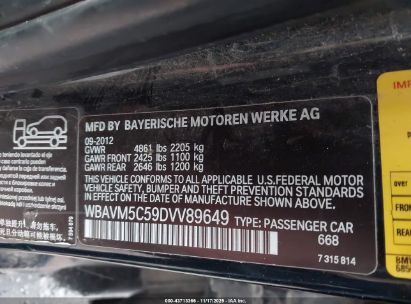 MFD BY BAYERISCHE MOTOREN WERKE AG
09-2012
GVWR 4861 lbs 2205 kg
GAWR FRONT 2425 lbs 1100 kg
GAWR REAR 2646 lbs 1200 kg
THIS VEHICLE CONFORMS TO ALL APPLICABLE U.S.FEDERAL MOTOR
VEHICLE SAFETY, BUMPER, AND THEFT PREVENTION STANDARDS IN
EFFECT ON THE DATE OF MANUFACTURE SHOWN ABOVE.
WBAVM5C59DVV89649 TYPE: PASSENGER CAR
668
7 315 814
IMP
BMW